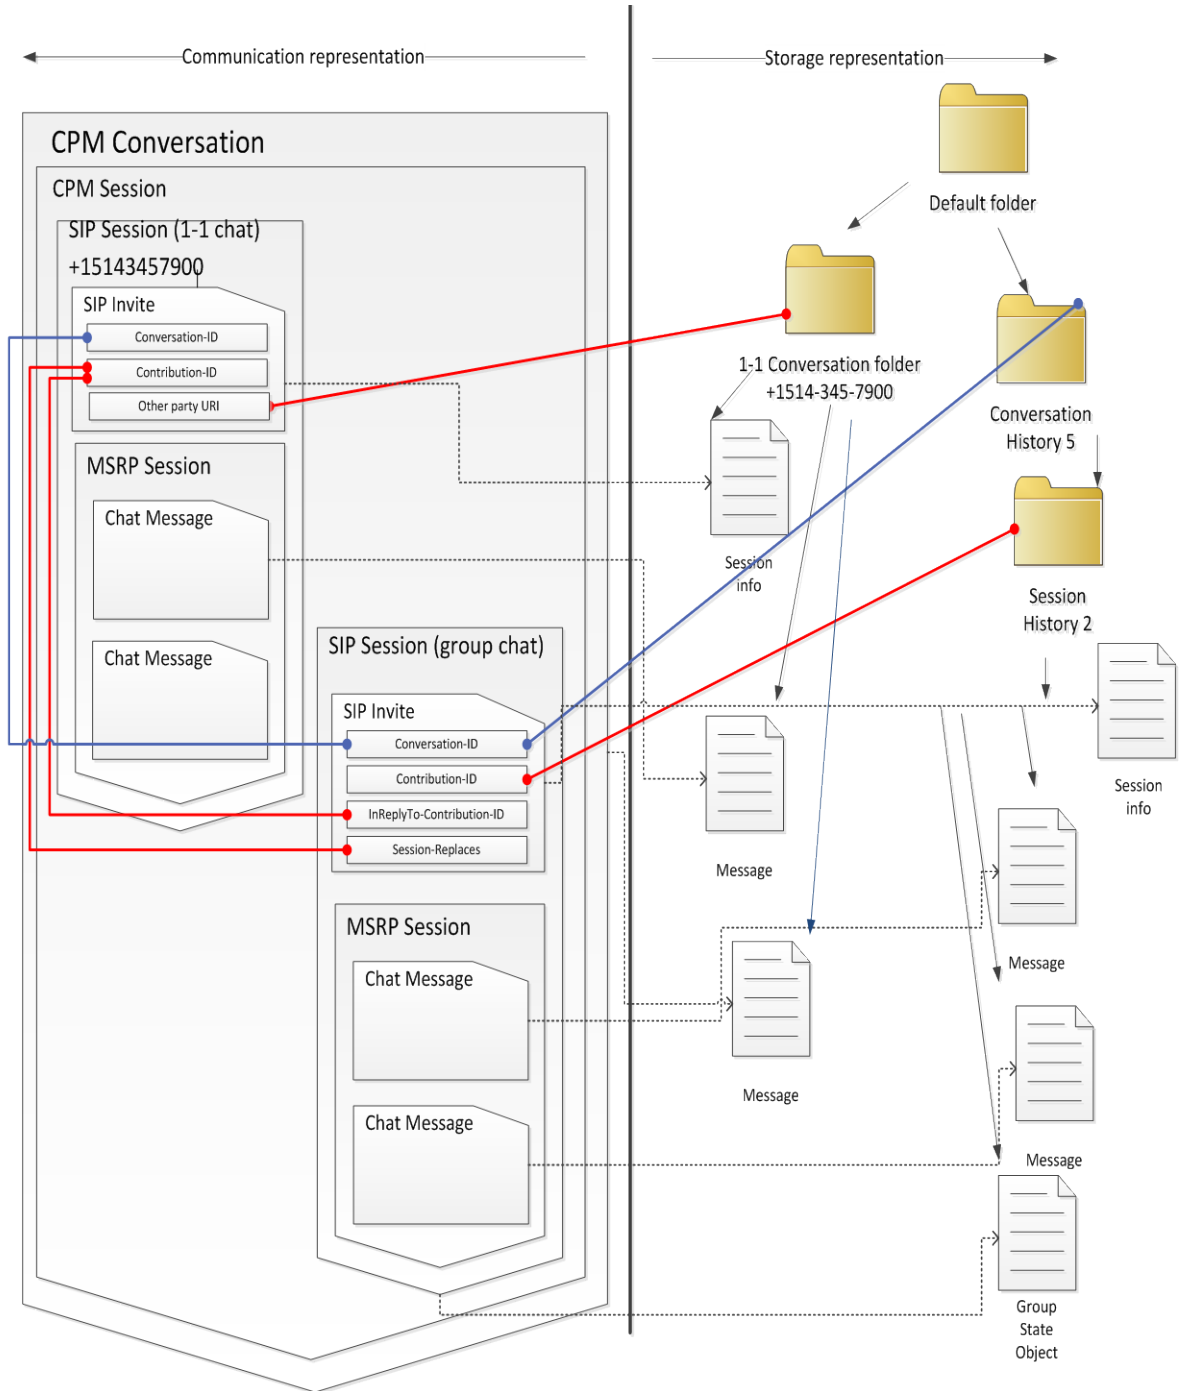 Communication representation
Storage representation
CPM Conversation
CPM Session
SIP Session (1-1 chat)
+15143457900
SIP Invite
Conversation-ID
Contribution-ID
Other party URI
MSRP Session
Chat Message
Chat Message
SIP Session (group chat)
SIP Invite
Conversation-ID
Contribution-ID
InReplyTo-Contribution-ID
Session-Replaces
MSRP Session
Chat Message
Chat Message
Default folder
1-1 Conversation folder
+1514-345-7900
Conversation
History 5
Session
info
Session
History 2
Session
info
Message
Message
Message
Message
Group
State
Object